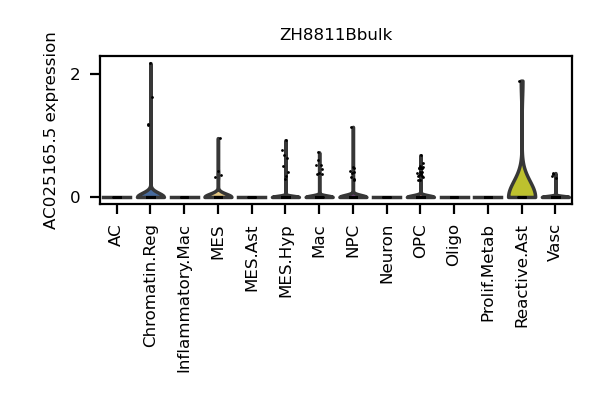 ZH8811Bbulk
AC025165.5 expression
2
0
AC
Chromatin.Reg
Inflammatory.Mac
MES
MES.Ast
MES.Hyp
Mac
NPC
Neuron
OPC
Oligo
Prolif.Metab
Reactive.Ast
Vasc